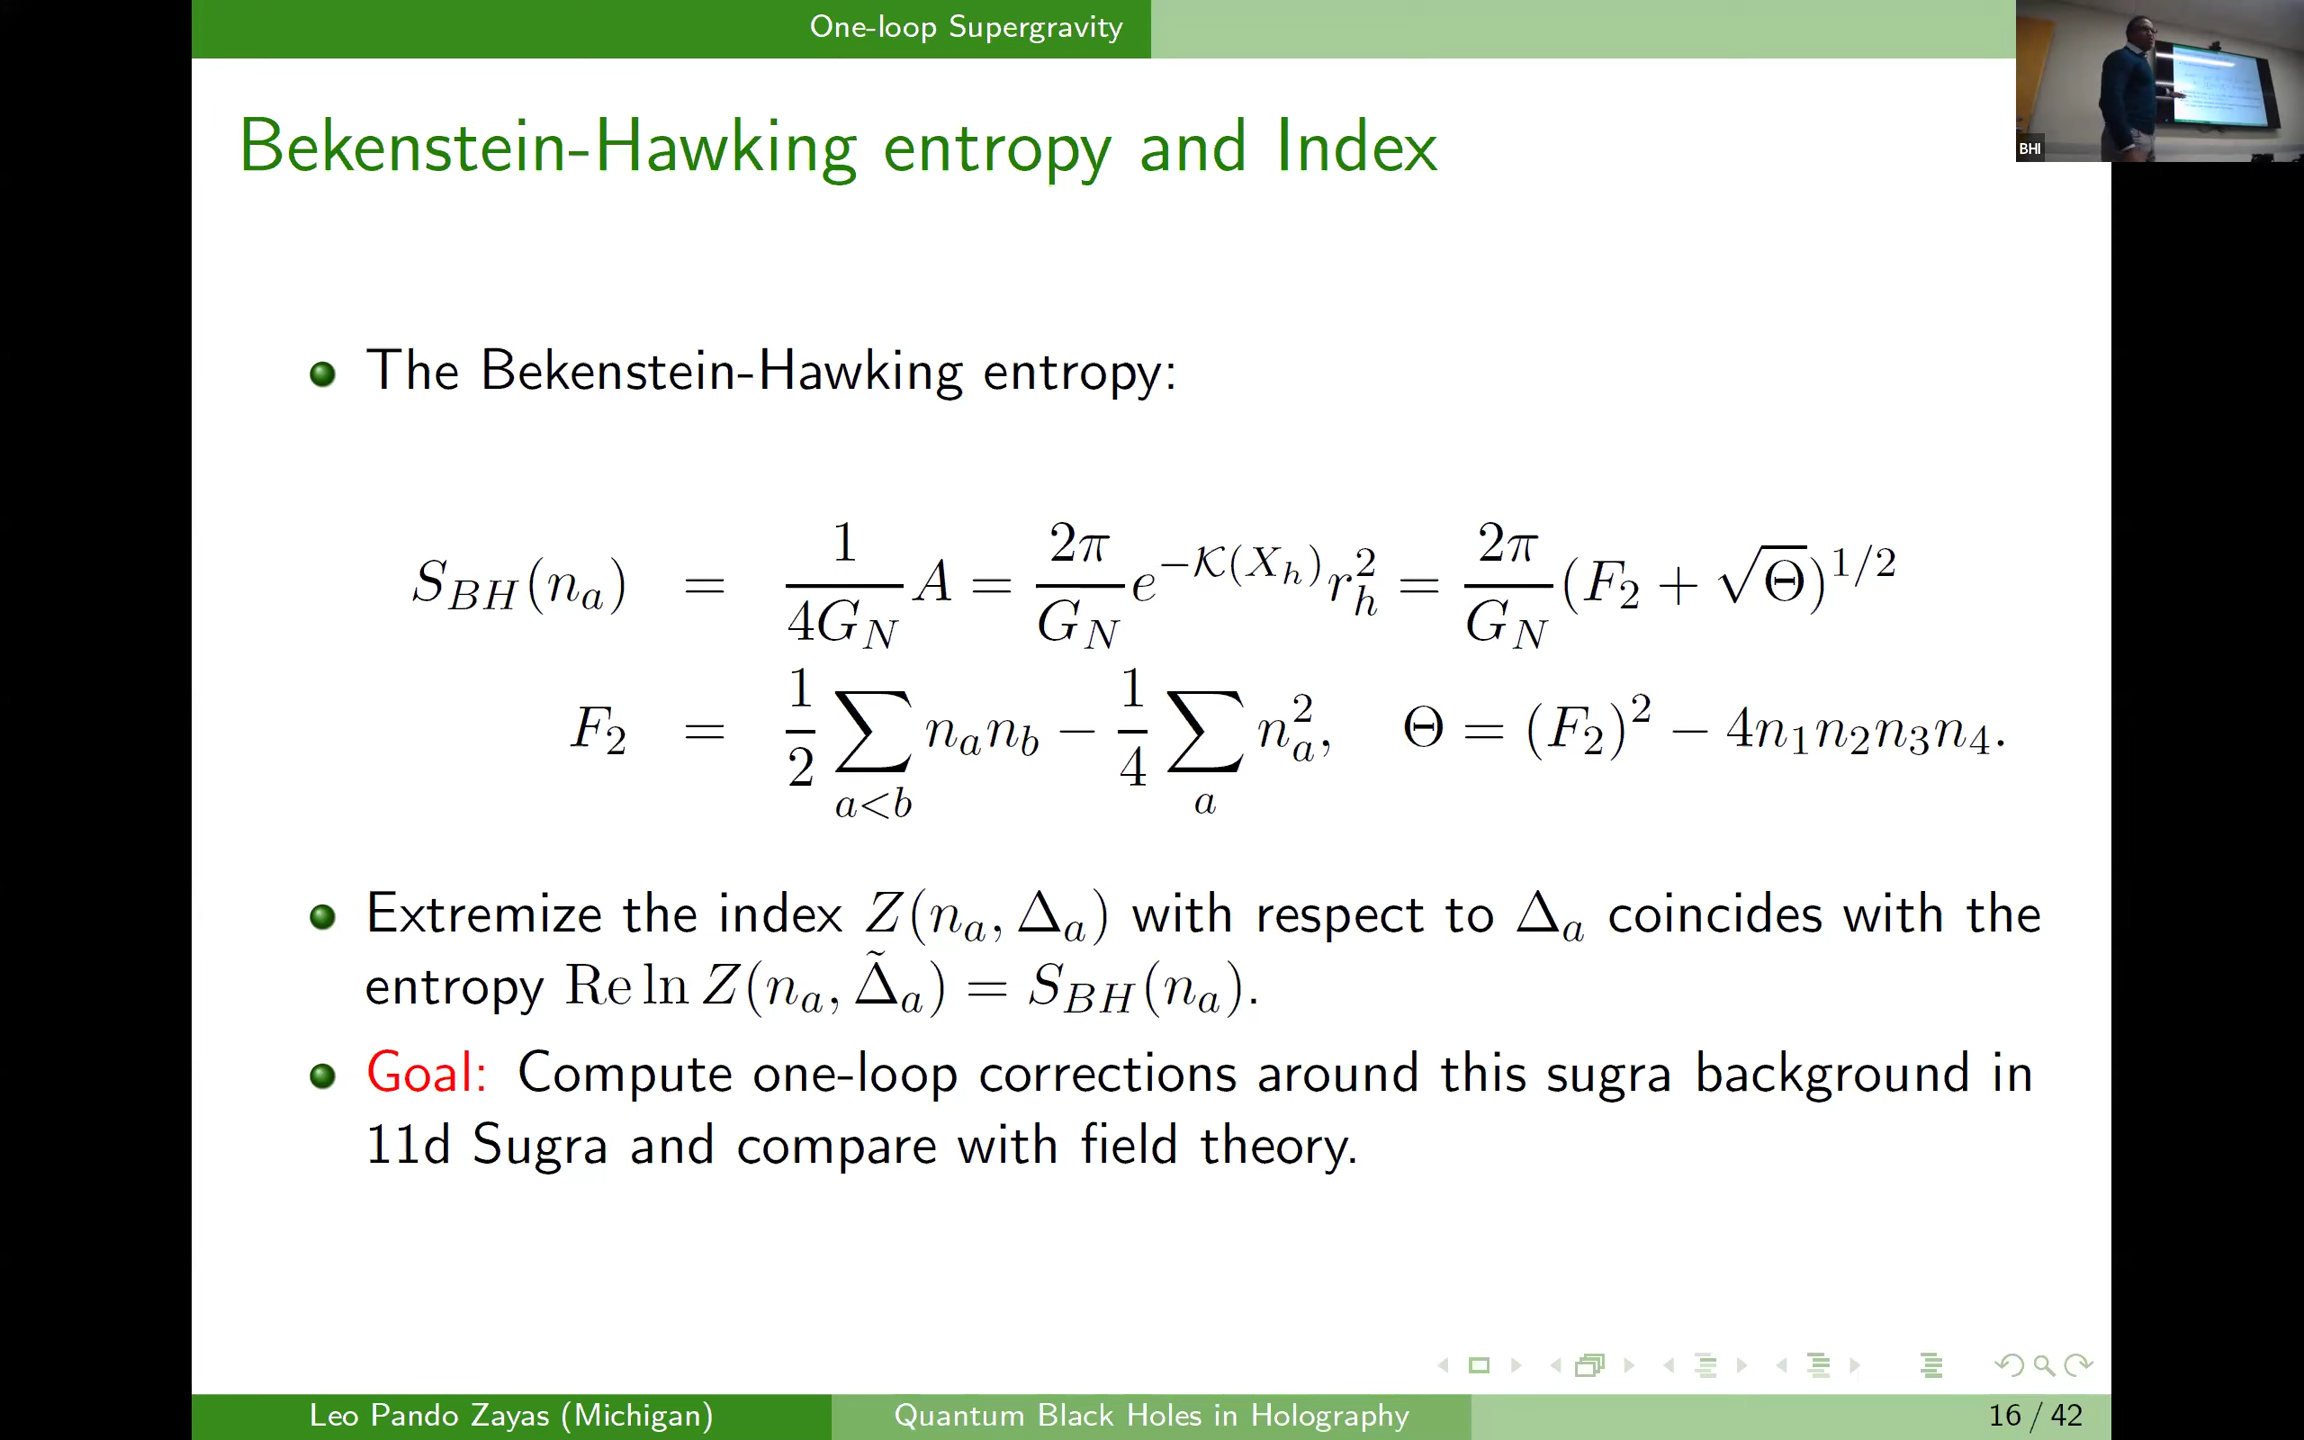 One-loop Supergravity
BHI
Bekenstein-Hawking entropy and Index
The Bekenstein-Hawking entropy:
$S_{BH}(n_a) = \frac{1}{4G_N} A = \frac{2\pi}{G_N} e^{-\mathcal{K}(X_h)} r_h^2 = \frac{2\pi}{G_N} (F_2 + \sqrt{\Theta})^{1/2}$
$F_2 = \frac{1}{2} \sum_{a<b} n_a n_b - \frac{1}{4} \sum_a n_a^2, \quad \Theta = (F_2)^2 - 4n_1 n_2 n_3 n_4.$
Extremize the index $Z(n_a, \Delta_a)$ with respect to $\Delta_a$ coincides with the
entropy $\mathrm{Re} \ln Z(n_a, \tilde{\Delta}_a) = S_{BH}(n_a).$
Goal: Compute one-loop corrections around this sugra background in
11d Sugra and compare with field theory.
Leo Pando Zayas (Michigan)
Quantum Black Holes in Holography
16 / 42